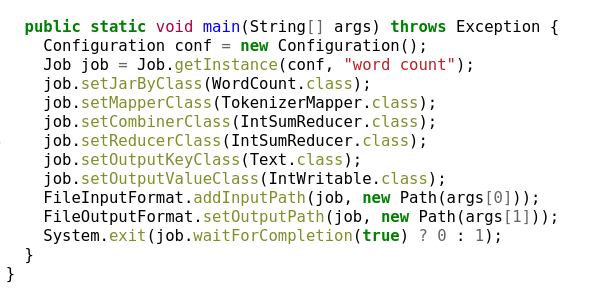 public static void main(String[] args) throws Exception {
Configuration conf = new Configuration();
Job job = Job.getInstance(conf, "word count");
job.setJarByClass(WordCount.class);
job.setMapperClass(TokenizerMapper.class);
job.setCombinerClass(IntSumReducer.class);
job.setReducerClass(IntSumReducer.class);
job.setOutputKeyClass(Text.class);
job.setOutputValueClass(IntWritable.class);
FileInputFormat.addInputPath(job, new Path(args[0]));
FileOutputFormat.setOutputPath(job, new Path(args[1]));
System.exit(job.waitForCompletion(true) ? 0 : 1);
}
}